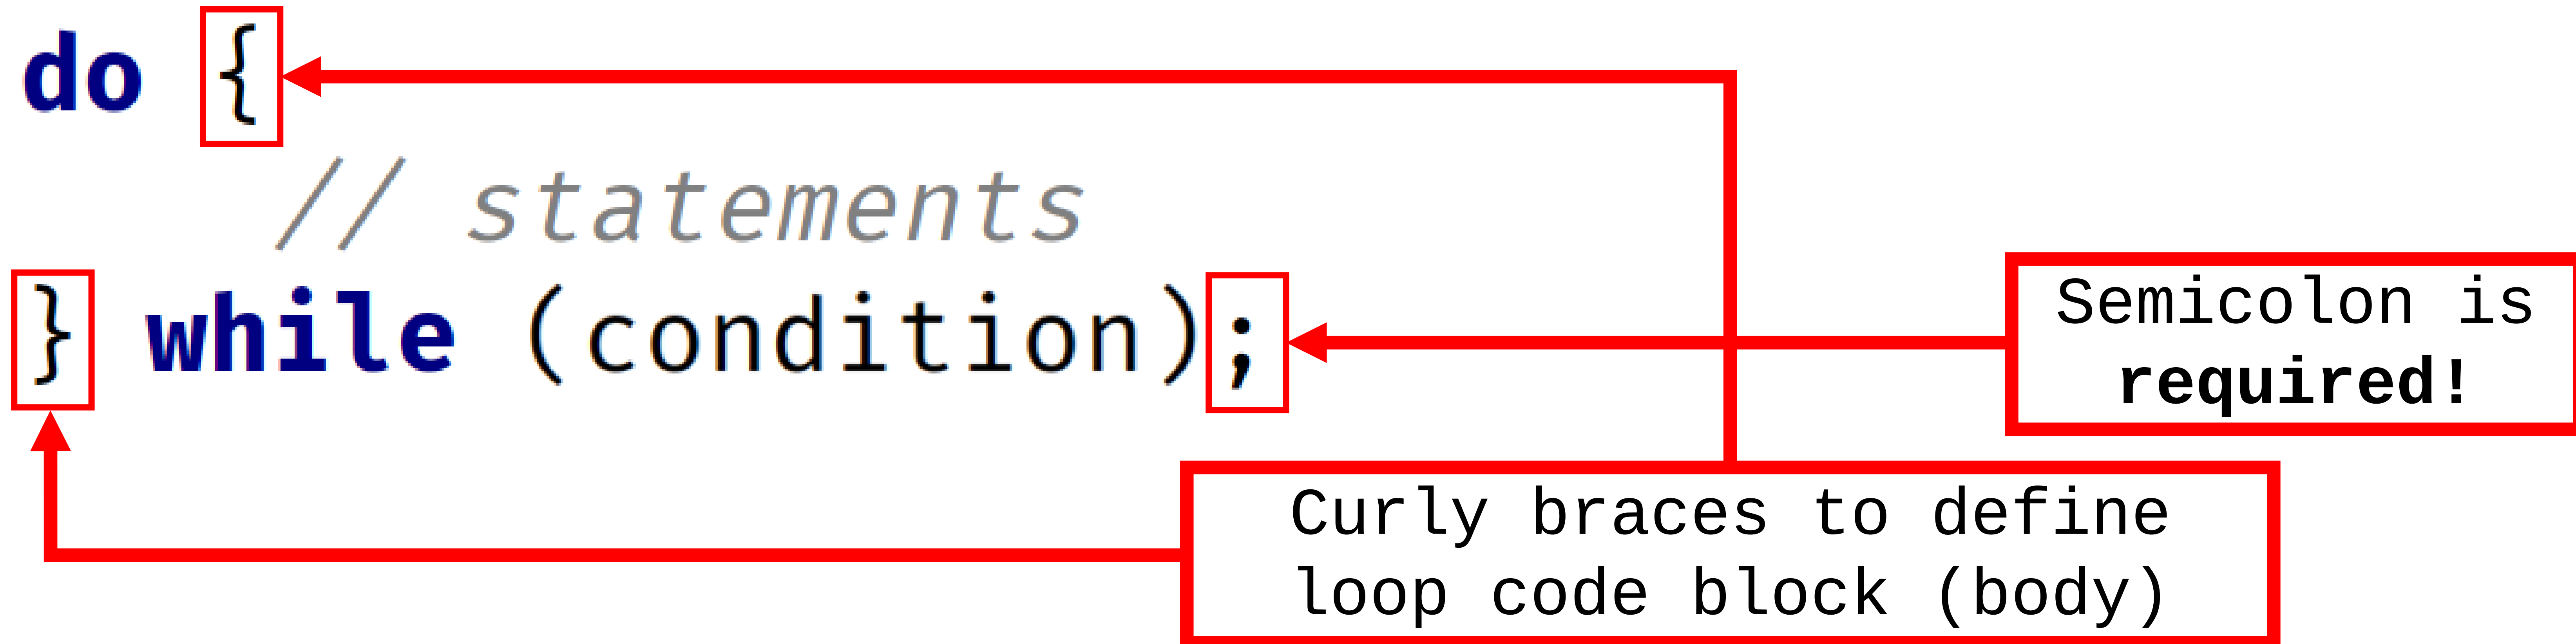 do {
// statements
} while (condition);
Semicolon is
required!
Curly braces to define
loop code block (body)